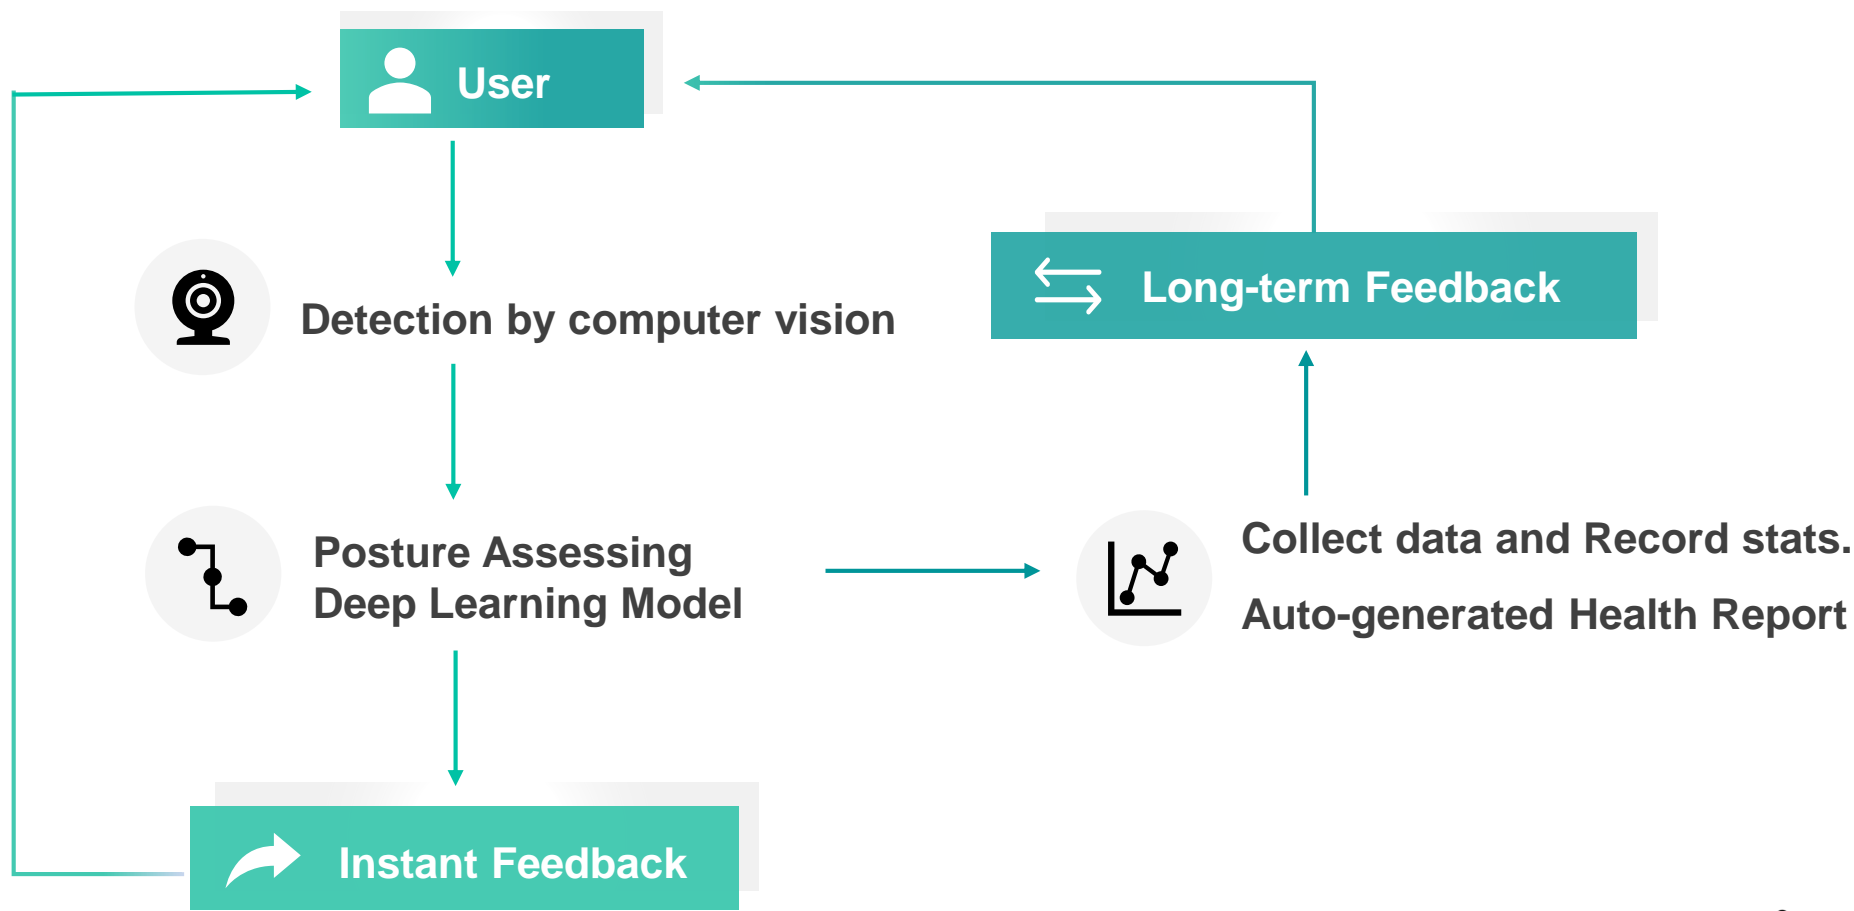 User
Detection by computer vision
Long-term Feedback
Posture Assessing
Deep Learning Model
Collect data and Record stats.
Auto-generated Health Report
Instant Feedback